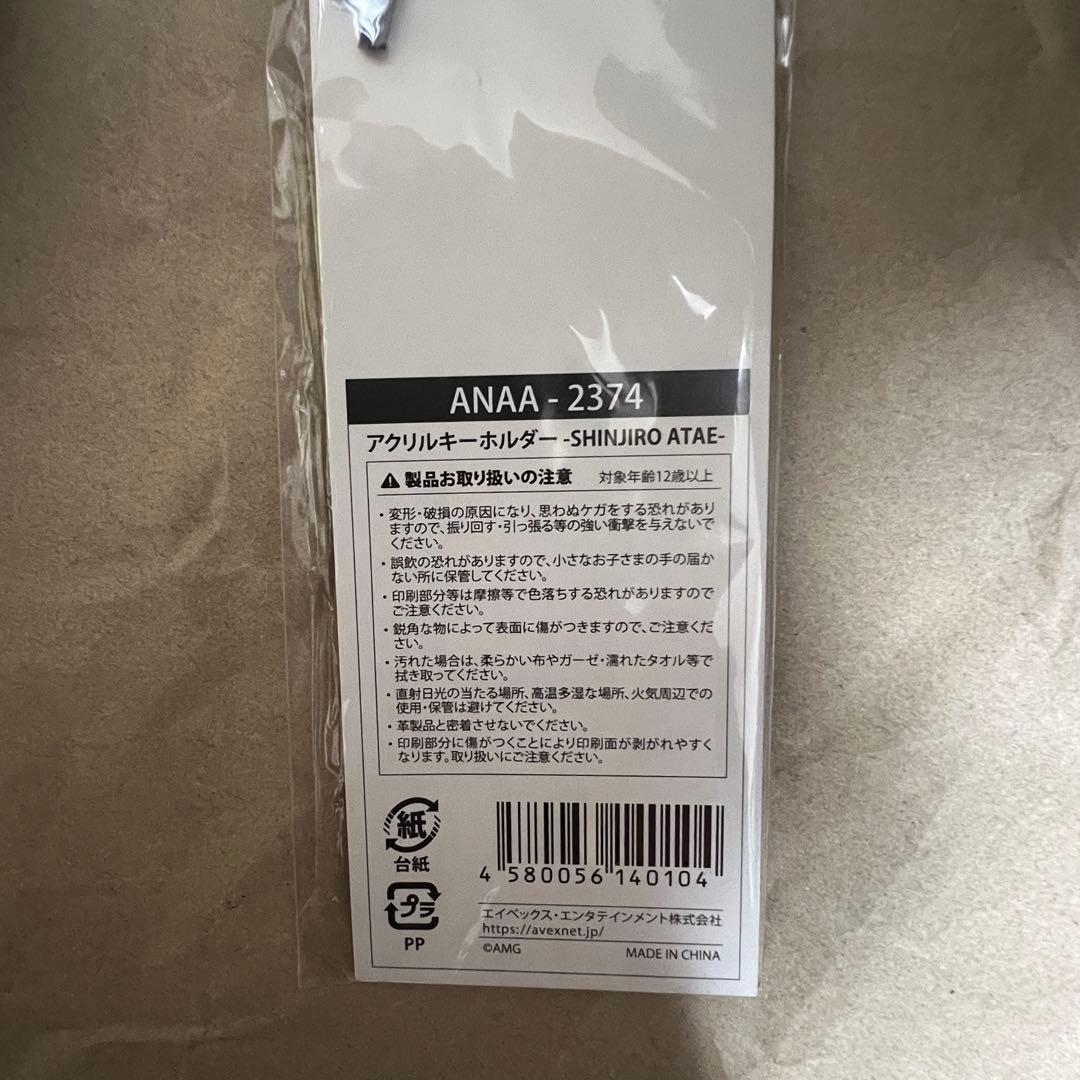 ANAA - 2374
アクリルキーホルダー -SHINJIRO ATAE-
製品お取り扱いの注意 対象年齢12歳以上
・変形・破損の原因になり、思わぬケガをする恐れがあり
ますので、振り回す・引っ張る等の強い衝撃を与えないで
ください。
・誤飲の恐れがありますので、小さなお子さまの手の届か
ない所に保管してください。
・印刷部分等は摩擦等で色落ちする恐れがありますので
ご注意ください。
・鋭角な物によって表面に傷がつきますので、ご注意くだ
さい。
・汚れた場合は、柔らかい布やガーゼ・濡れたタオル等で
拭き取ってください。
・直射日光の当たる場所、高温多湿な場所、火気周辺での
使用・保管は避けてください。
・革製品と密着させないでください。
・印刷部分に傷がつくことにより印刷面が剥がれやすく
なります。取り扱いにご注意ください。
紙
台紙
プラ
PP
4 580056 140104
エイベックス・エンタテインメント株式会社
https://avexnet.jp/
©AMG MADE IN CHINA